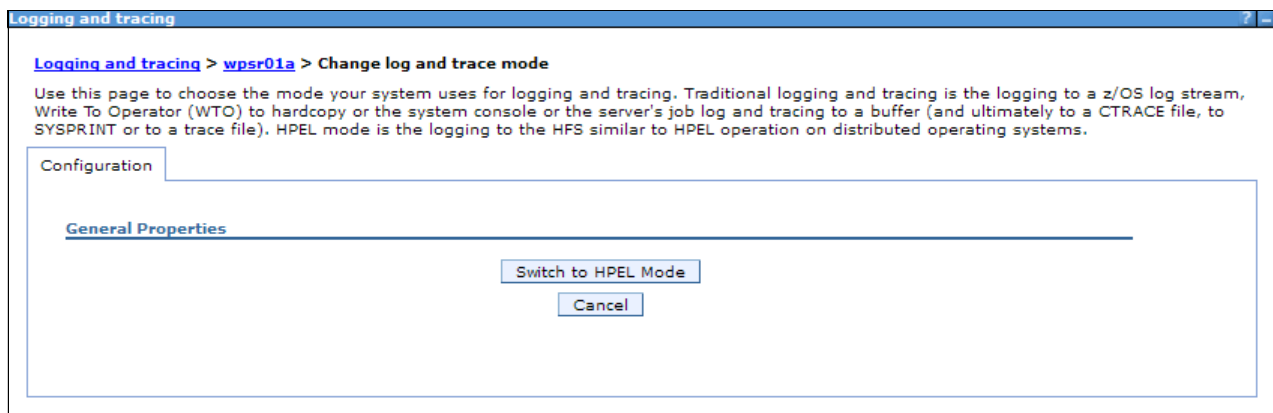 Logging and tracing ? –
Logging and tracing > wpsr01a > Change log and trace mode
Use this page to choose the mode your system uses for logging and tracing. Traditional logging and tracing is the logging to a z/OS log stream,
Write To Operator (WTO) to hardcopy or the system console or the server's job log and tracing to a buffer (and ultimately to a CTRACE file, to
SYSPRINT or to a trace file). HPEL mode is the logging to the HFS similar to HPEL operation on distributed operating systems.
Configuration
General Properties
Switch to HPEL Mode
Cancel